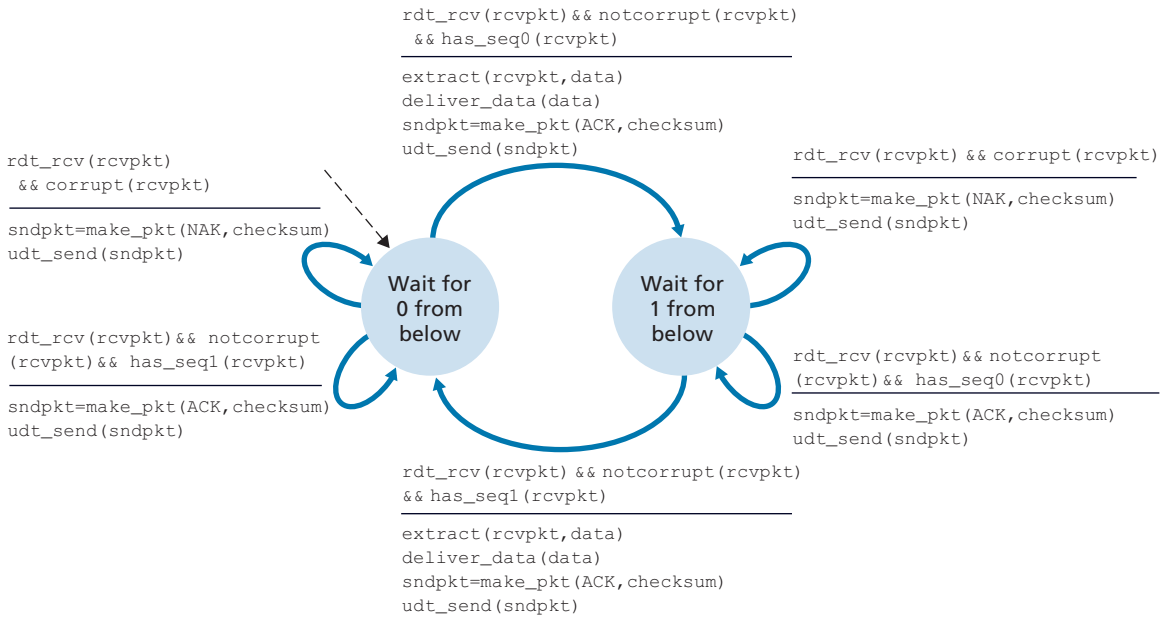 rdt_rcv(rcvpkt) && notcorrupt(rcvpkt)
&& has_seq0(rcvpkt)
extract(rcvpkt,data)
deliver_data(data)
sndpkt=make_pkt(ACK,checksum)
udt_send(sndpkt)
rdt_rcv(rcvpkt)
&& corrupt(rcvpkt)
sndpkt=make_pkt(NAK,checksum)
udt_send(sndpkt)
rdt_rcv(rcvpkt) && corrupt(rcvpkt)
sndpkt=make_pkt(NAK,checksum)
udt_send(sndpkt)
Wait for
0 from
below
Wait for
1 from
below
rdt_rcv(rcvpkt)&& notcorrupt
(rcvpkt)&& has_seq1(rcvpkt)
sndpkt=make_pkt(ACK,checksum)
udt_send(sndpkt)
rdt_rcv(rcvpkt)&& notcorrupt
(rcvpkt)&& has_seq0(rcvpkt)
sndpkt=make_pkt(ACK,checksum)
udt_send(sndpkt)
rdt_rcv(rcvpkt) && notcorrupt(rcvpkt)
&& has_seq1(rcvpkt)
extract(rcvpkt,data)
deliver_data(data)
sndpkt=make_pkt(ACK,checksum)
udt_send(sndpkt)